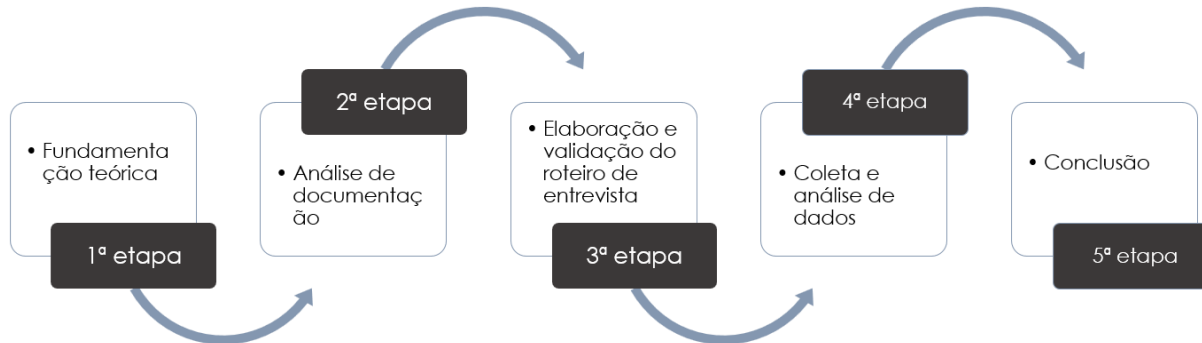 • Fundamenta
ção teórica
1ª etapa
2ª etapa
• Análise de
documentaç
ão
• Elaboração e
validação do
roteiro de
entrevista
3ª etapa
4ª etapa
• Coleta e
análise de
dados
• Conclusão
5ª etapa